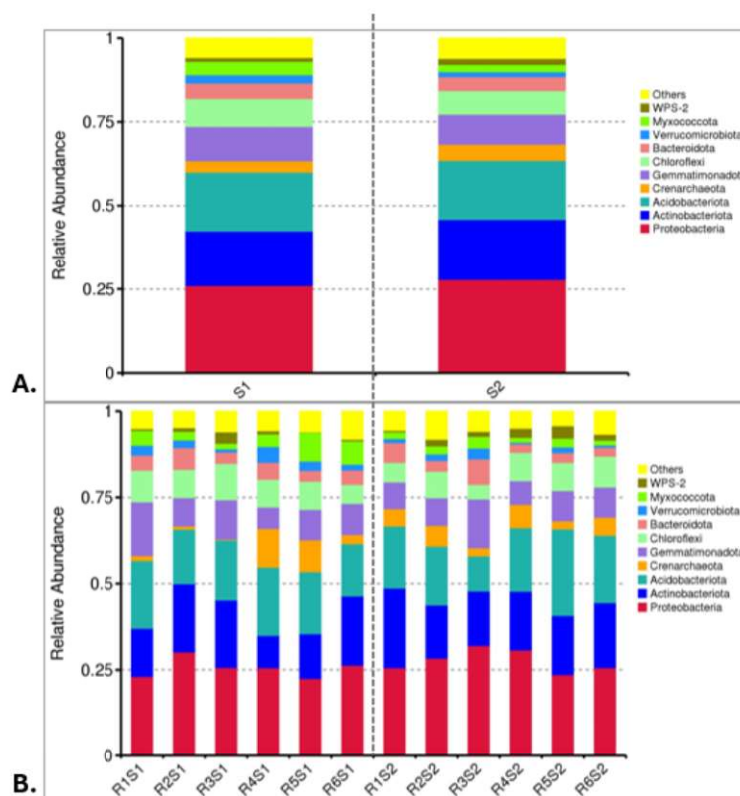 1
0.75
0.5
0.25
0
Relative Abundance
S1
S2
Others
WPS-2
Myxococcota
Verrucomicrobiota
Bacteroidota
Chloroflexi
Gemmatimonadota
Crenarchaeota
Acidobacteriota
Actinobacteriota
Proteobacteria
A.
1
0.75
0.5
0.25
0
Relative Abundance
R1S1
R2S1
R3S1
R4S1
R5S1
R6S1
R1S2
R2S2
R3S2
R4S2
R5S2
R6S2
Others
WPS-2
Myxococcota
Verrucomicrobiota
Bacteroidota
Chloroflexi
Gemmatimonadota
Crenarchaeota
Acidobacteriota
Actinobacteriota
Proteobacteria
B.